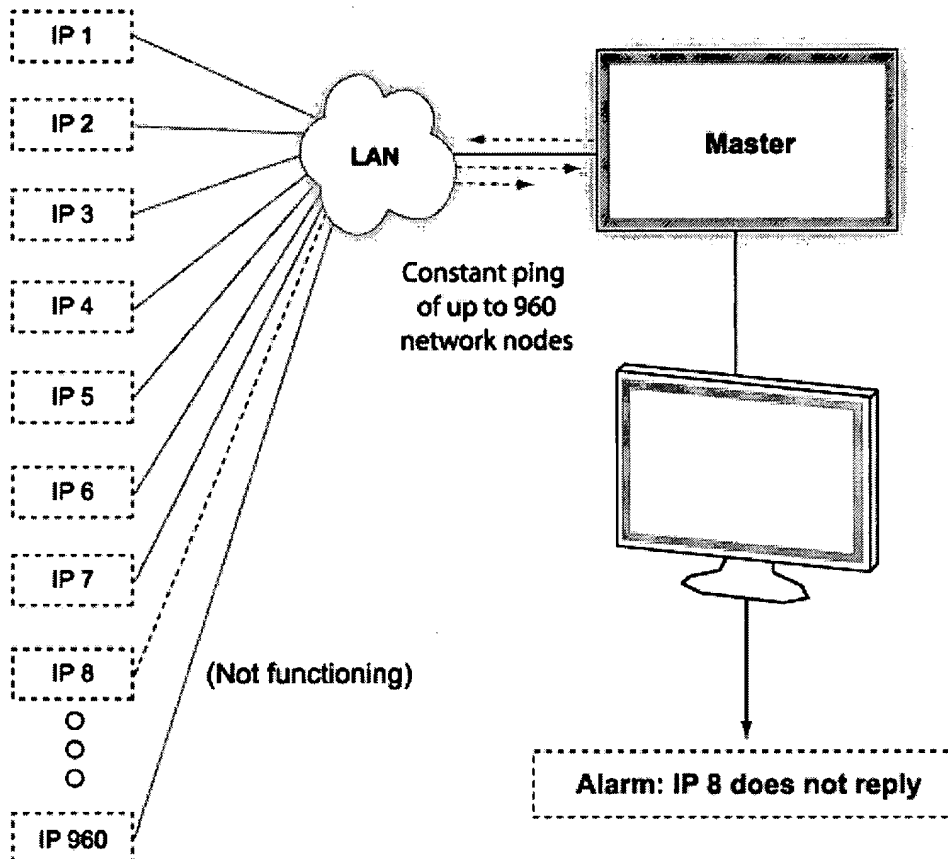 IP 1
IP 2
IP 3
IP 4
IP 5
IP 6
IP 7
IP 8
IP 960
LAN
Master
Constant ping
of up to 960
network nodes
(Not functioning)
Alarm: IP 8 does not reply